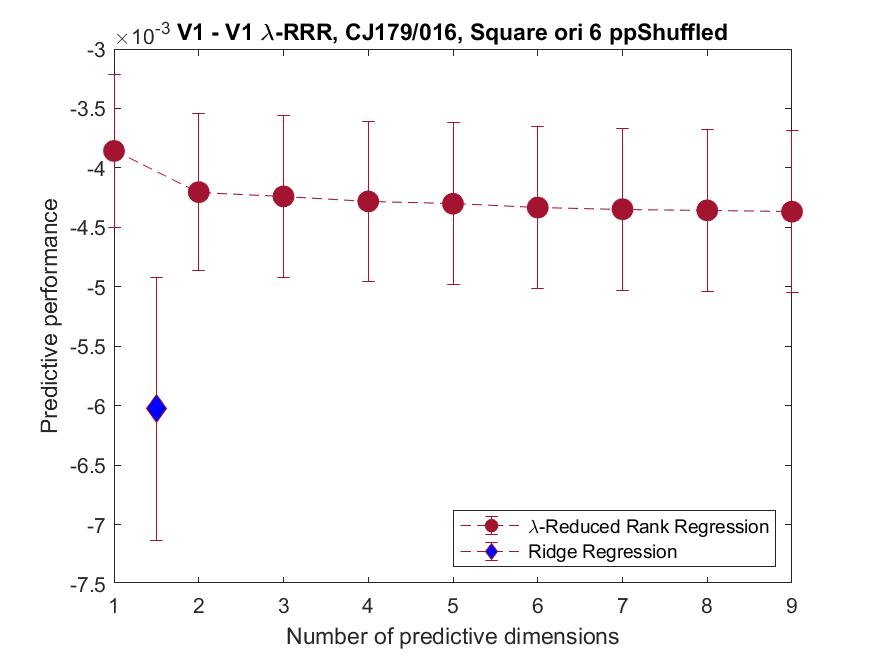 ×10-3 V1 - V1 λ-RRR, CJ179/016, Square ori 6 ppShuffled
-3
-3.5
-4
-4.5
-5
-5.5
-6
-6.5
-7
-7.5
Predictive performance
λ-Reduced Rank Regression
Ridge Regression
1 2 3 4 5 6 7 8 9
Number of predictive dimensions